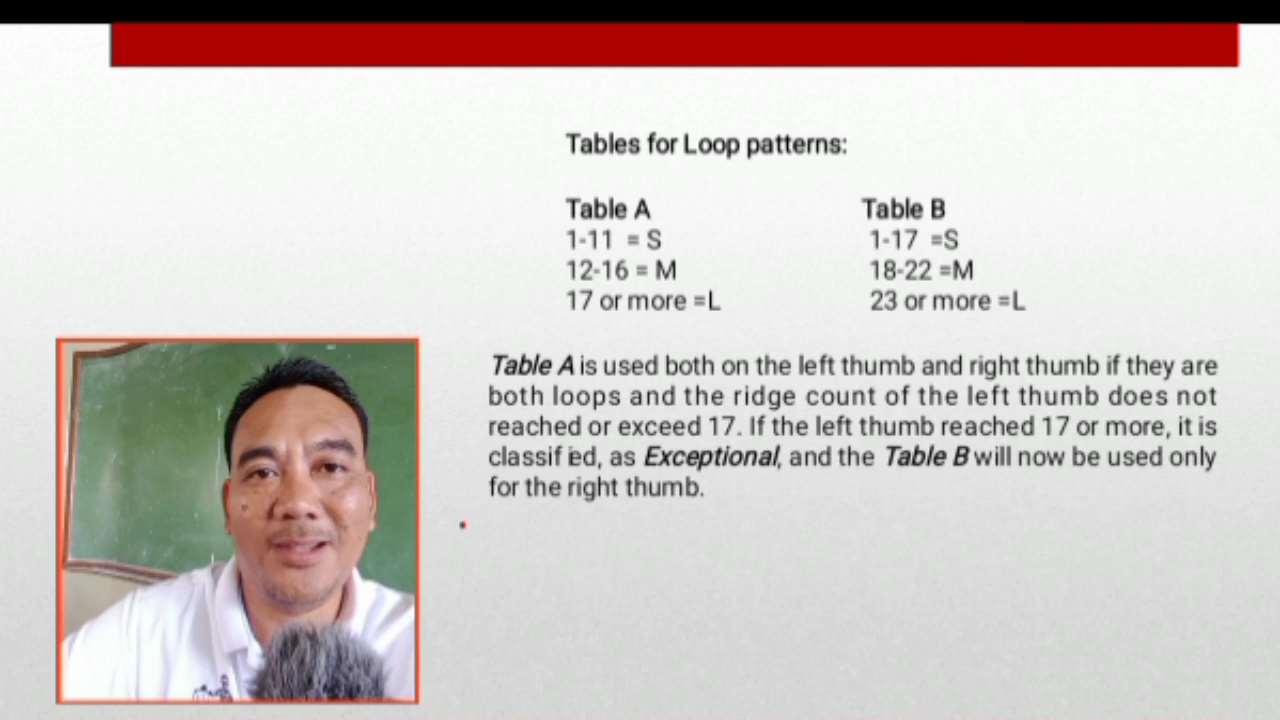 Tables for Loop patterns:
Table A Table B
1-11 = S 1-17 =S
12-16 = M 18-22 =M
17 or more =L 23 or more =L
Table A is used both on the left thumb and right thumb if they are
both loops and the ridge count of the left thumb does not
reached or exceed 17. If the left thumb reached 17 or more, it is
classified, as Exceptional, and the Table B will now be used only
for the right thumb.